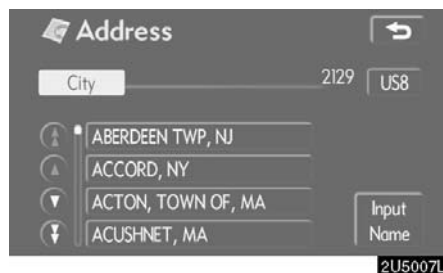 Address
City
2129
US8
ABERDEEN TWP, NJ
ACCORD, NY
ACTON, TOWN OF, MA
ACUSHNET, MA
Input
Name
2U5007L